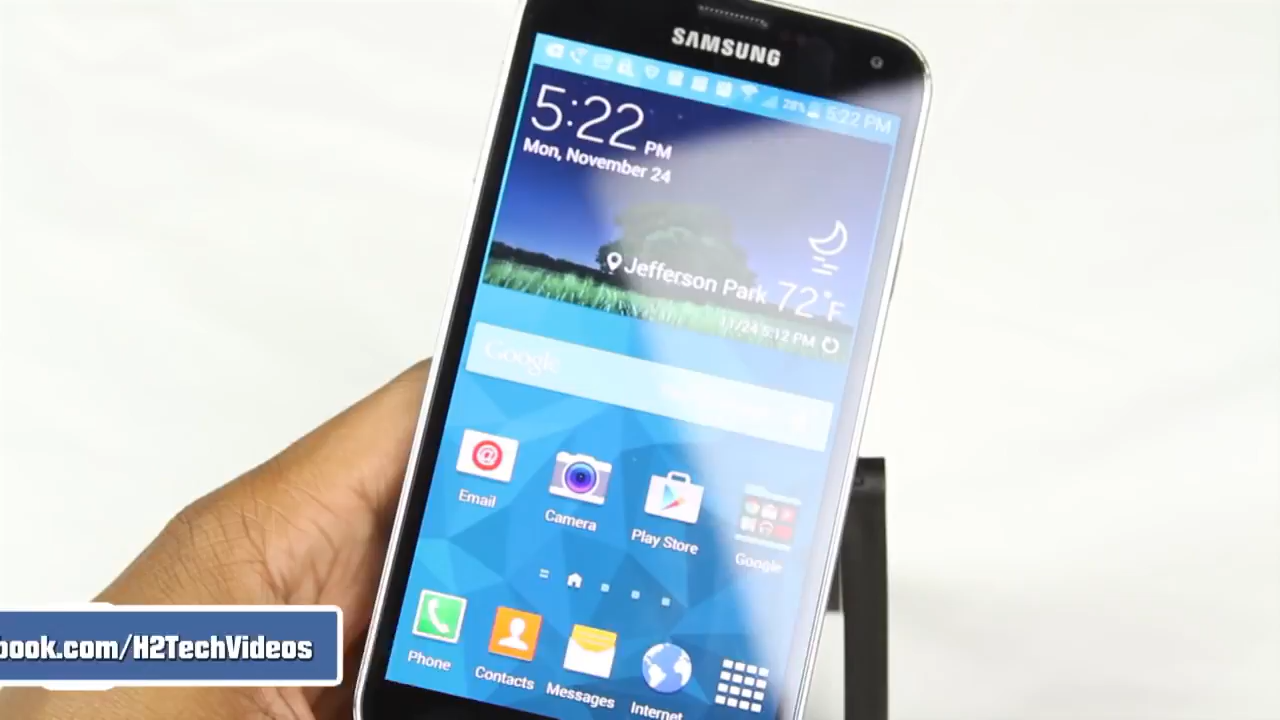 SAMSUNG
28% 5:22 PM
5:22 PM
Mon, November 24
Jefferson Park 72°F
11/24 5:12 PM
Google
Email
Camera
Play Store
Google
book.com/H2TechVideos
Phone
Contacts
Messages
Internet